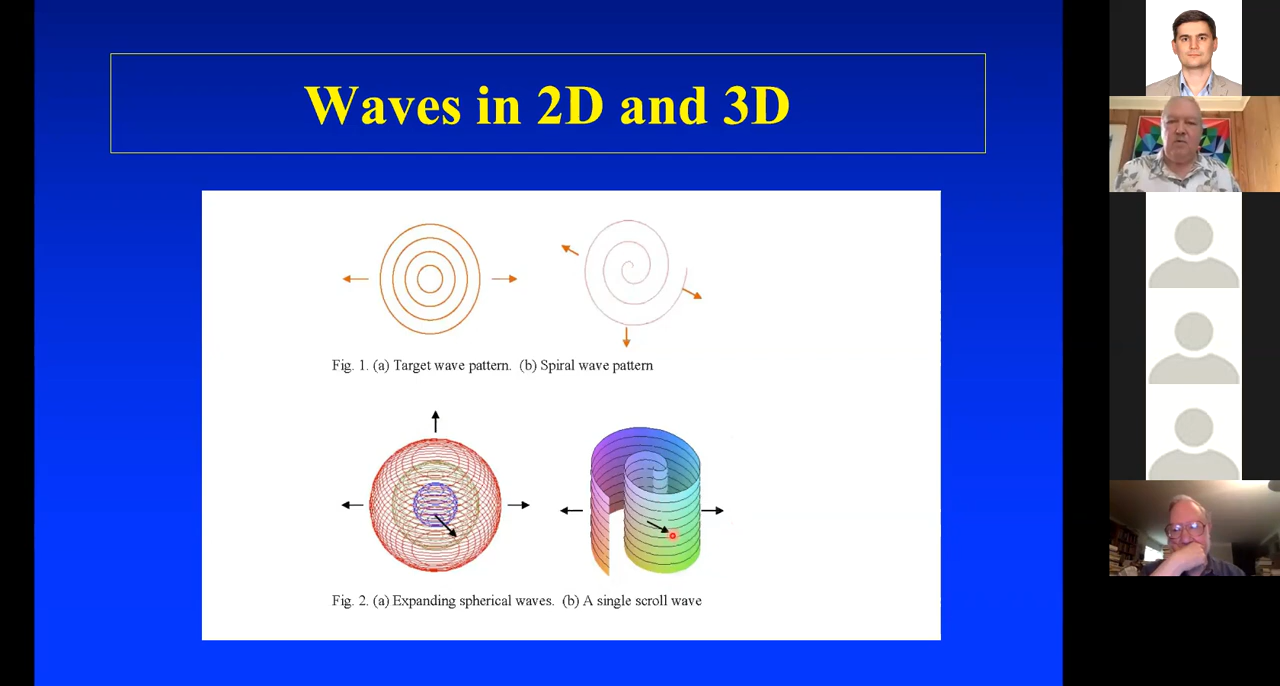 Waves in 2D and 3D
Fig. 1. (a) Target wave pattern.  (b) Spiral wave pattern
Fig. 2. (a) Expanding spherical waves.  (b) A single scroll wave